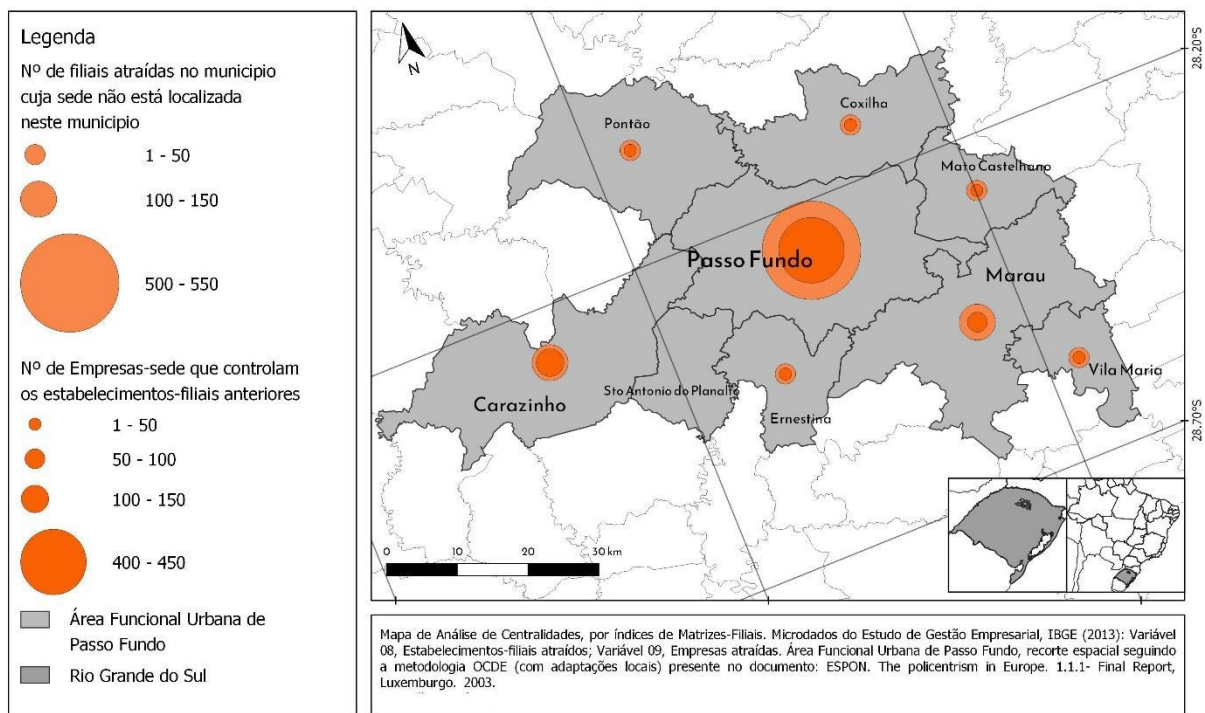 Legenda
Nº de filiais atraídas no municipio
cuja sede não está localizada
neste municipio
1 - 50
100 - 150
500 - 550
Nº de Empresas-sede que controlam
os estabelecimentos-filiais anteriores
1 - 50
50 - 100
100 - 150
400 - 450
Área Funcional Urbana de
Passo Fundo
Rio Grande do Sul
N
28.20°S
Coxilha
Pontão
Mato Castelhano
Passo Fundo
Marau
Vila Maria
Sto Antonio do Planalto
Carazinho
Ernestina
28.70°S
0 10 20 30 km
Mapa de Análise de Centralidades, por índices de Matrizes-Filiais. Microdados do Estudo de Gestão Empresarial, IBGE (2013): Variável
08, Estabelecimentos-filiais atraídos; Variável 09, Empresas atraídas. Área Funcional Urbana de Passo Fundo, recorte espacial seguindo
a metodologia OCDE (com adaptações locais) presente no documento: ESPON. The policentrism in Europe. 1.1.1- Final Report,
Luxemburgo. 2003.